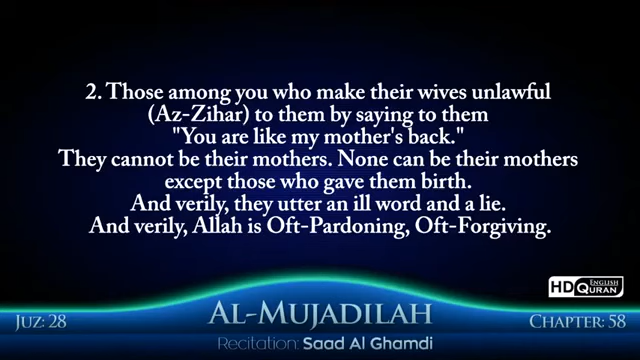 2. Those among you who make their wives unlawful
(Az-Zihar) to them by saying to them
"You are like my mother's back."
They cannot be their mothers. None can be their mothers
except those who gave them birth.
And verily, they utter an ill word and a lie.
And verily, Allah is Oft-Pardoning, Oft-Forgiving.
HD ENGLISH
QURAN
Juz: 28
Al-Mujadilah
Chapter: 58
Recitation: Saad Al Ghamdi